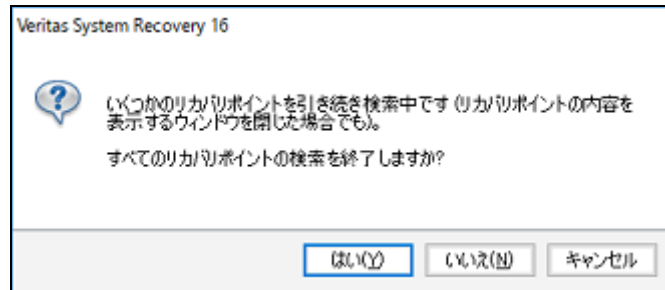 Veritas System Recovery 16
いくつかのリカバリポイントを引き続き検索中です (リカバリポイントの内容を
表示するウィンドウを閉じた場合でも)。
すべてのリカバリポイントの検索を終了しますか?
はい(Y)
いいえ(N)
キャンセル